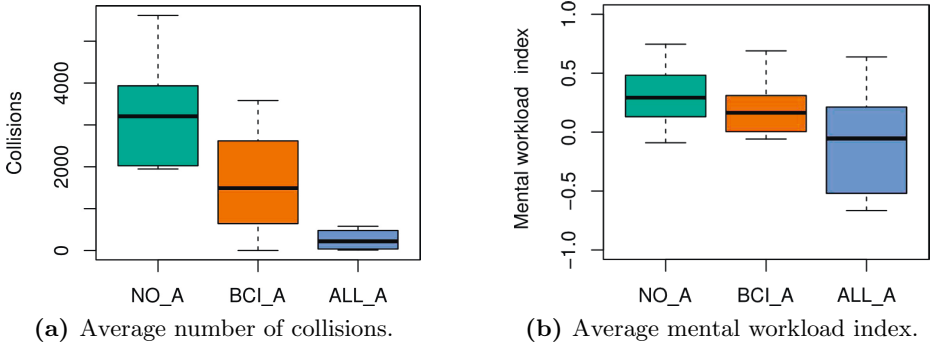 Collisions
0 2000 4000
NO_A BCI_A ALL_A
(a) Average number of collisions.
Mental workload index
−1.0 −0.5 0.0 0.5 1.0
NO_A BCI_A ALL_A
(b) Average mental workload index.